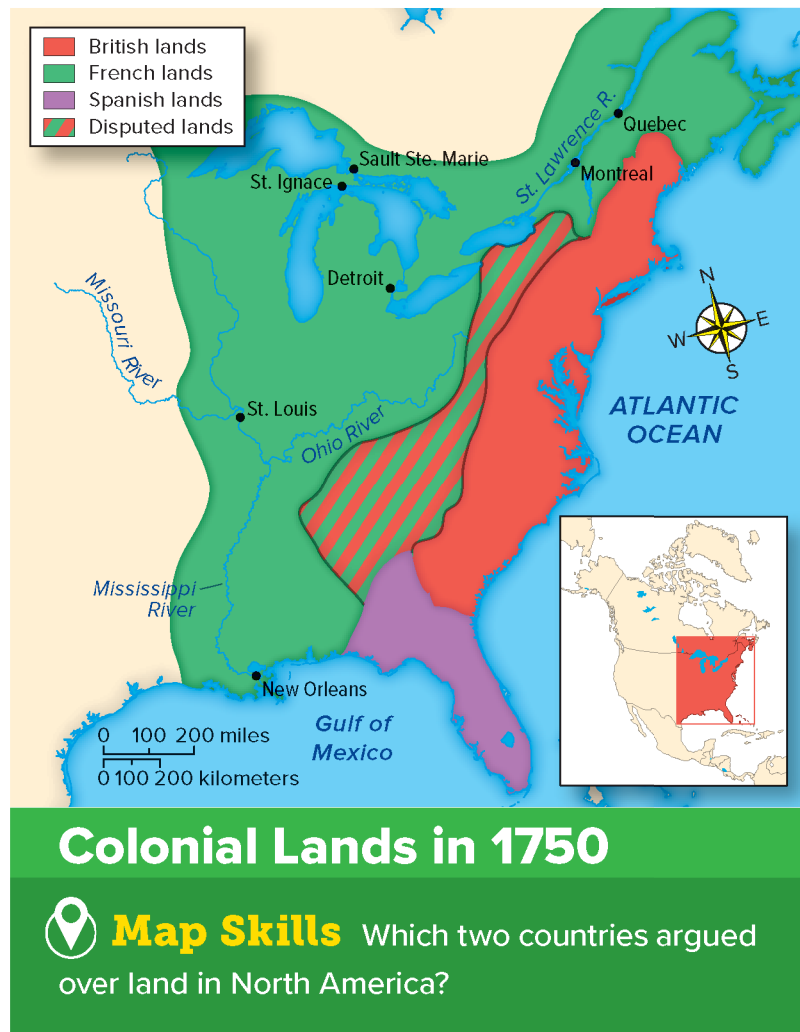 British lands
French lands
Spanish lands
Disputed lands
Quebec
St. Lawrence R.
Sault Ste. Marie
St. Ignace
Montreal
Detroit
Missouri River
N
W
E
S
St. Louis
Ohio River
ATLANTIC
OCEAN
Mississippi
River
New Orleans
Gulf of
Mexico
0 100 200 miles
0 100 200 kilometers
Colonial Lands in 1750
Map Skills Which two countries argued
over land in North America?